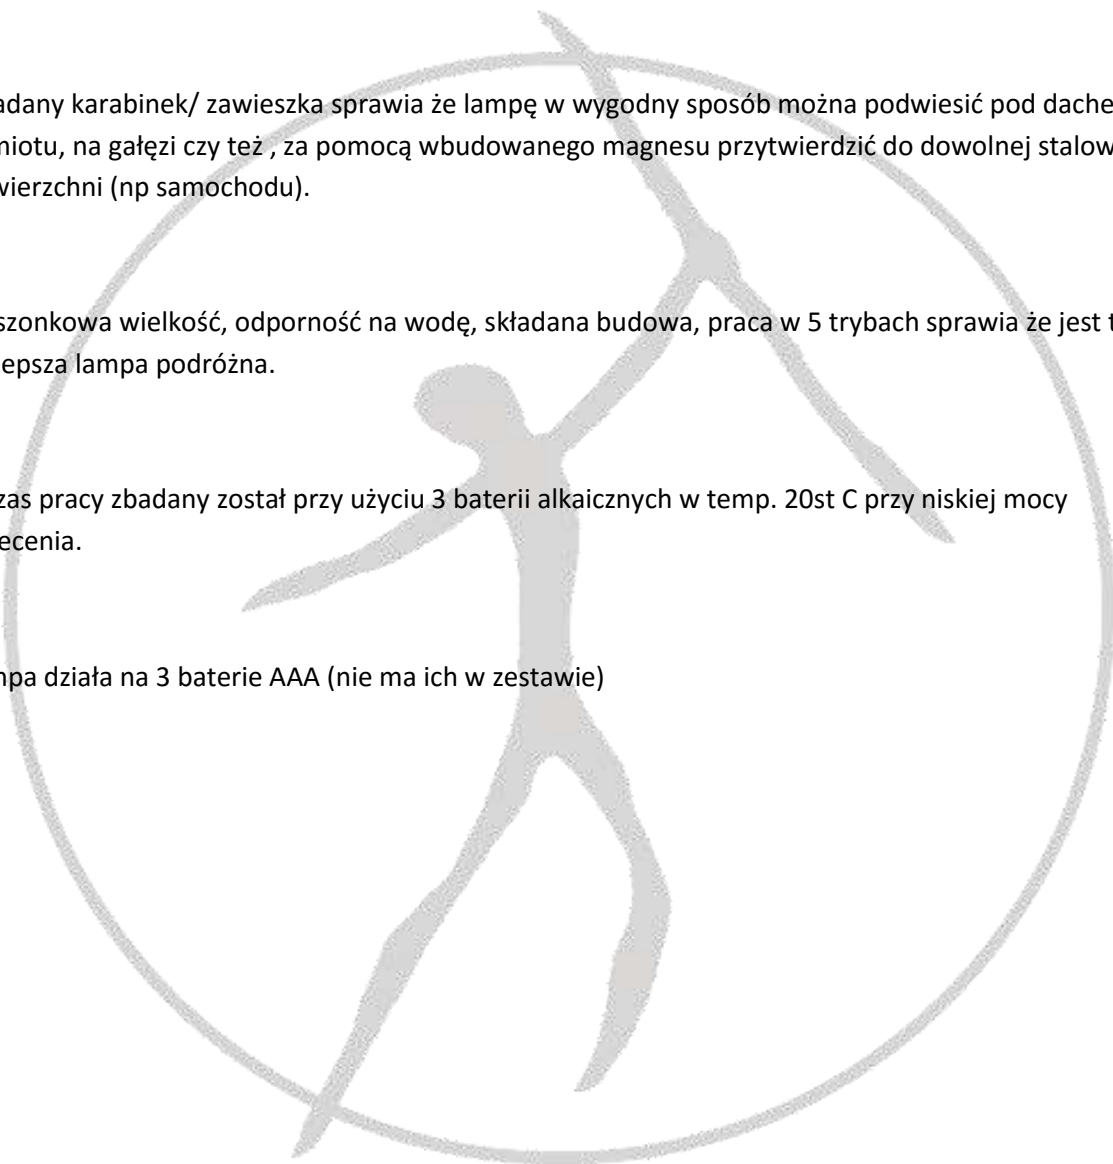 adany karabinek/ zawieszka sprawia że lampę w wygodny sposób można podwiesić pod dache
miotu, na gałęzi czy też , za pomocą wbudowanego magnesu przytwierdzić do dowolnej stalow
wierzchni (np samochodu).
szonkowa wielkość, odporność na wodę, składana budowa, praca w 5 trybach sprawia że jest t
epsza lampa podróżna.
zas pracy zbadany został przy użyciu 3 baterii alkaicznych w temp. 20st C przy niskiej mocy
ecenia.
npa działa na 3 baterie AAA (nie ma ich w zestawie)